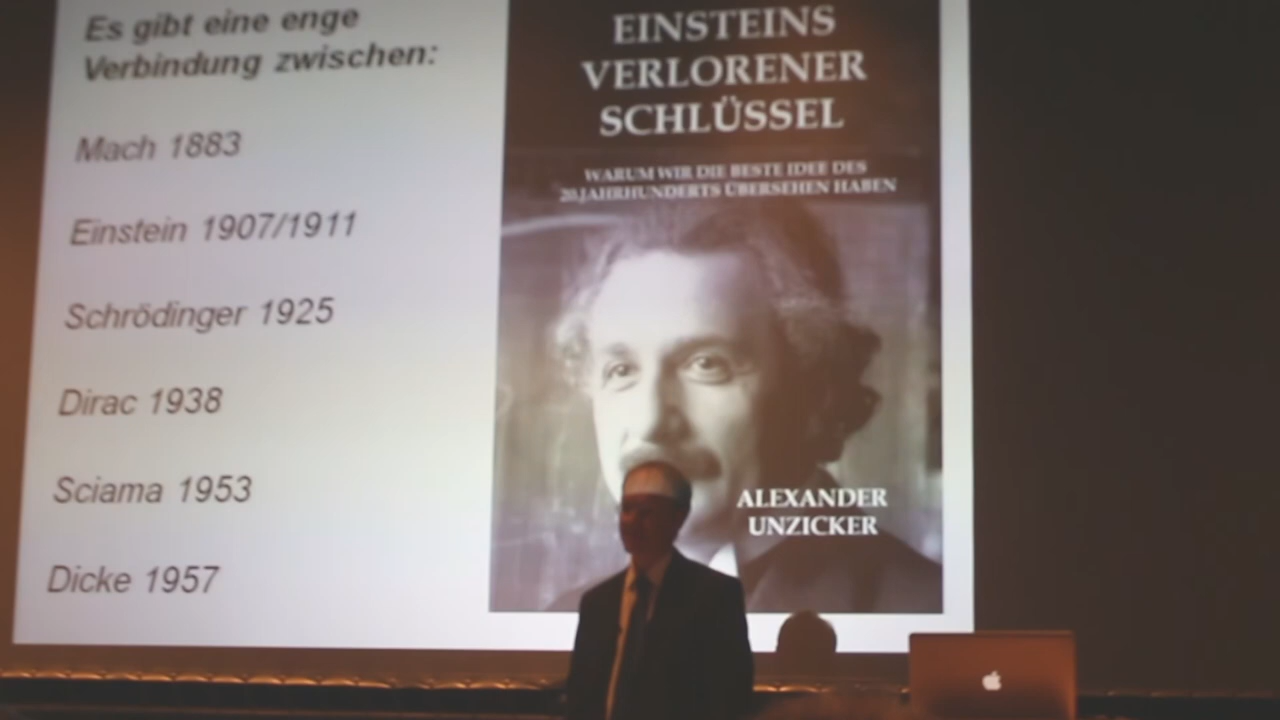 Es gibt eine enge
Verbindung zwischen:
Mach 1883
Einstein 1907/1911
Schrödinger 1925
Dirac 1938
Sciama 1953
Dicke 1957
EINSTEINS
VERLORENER
SCHLÜSSEL
WARUM WIR DIE BESTE IDEE DES
20.JAHRHUNDERTS ÜBERSEHEN HABEN
ALEXANDER
UNZICKER